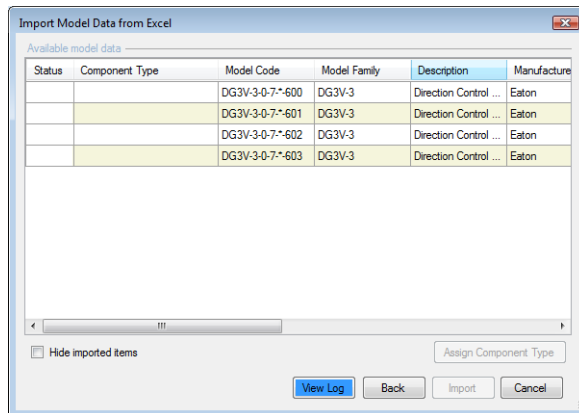 Import Model Data from Excel
Available model data
Status Component Type Model Code Model Family Description Manufacture
DG3V-3-0-7-*-600 DG3V-3 Direction Control ... Eaton
DG3V-3-0-7-*-601 DG3V-3 Direction Control ... Eaton
DG3V-3-0-7-*-602 DG3V-3 Direction Control ... Eaton
DG3V-3-0-7-*-603 DG3V-3 Direction Control ... Eaton
Hide imported items Assign Component Type
View Log Back Import Cancel